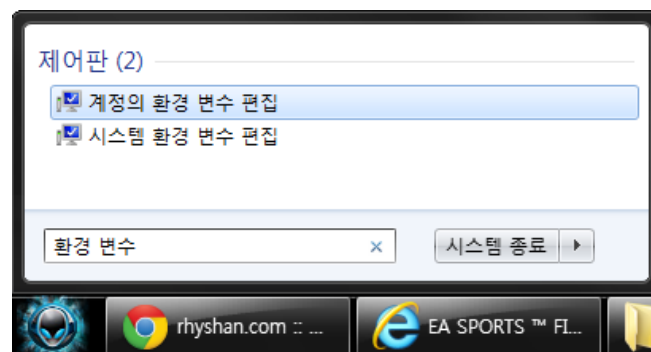 제어판 (2)
계정의 환경 변수 편집
시스템 환경 변수 편집
환경 변수
시스템 종료
rhyshan.com :: ...
EA SPORTS ™ FI...